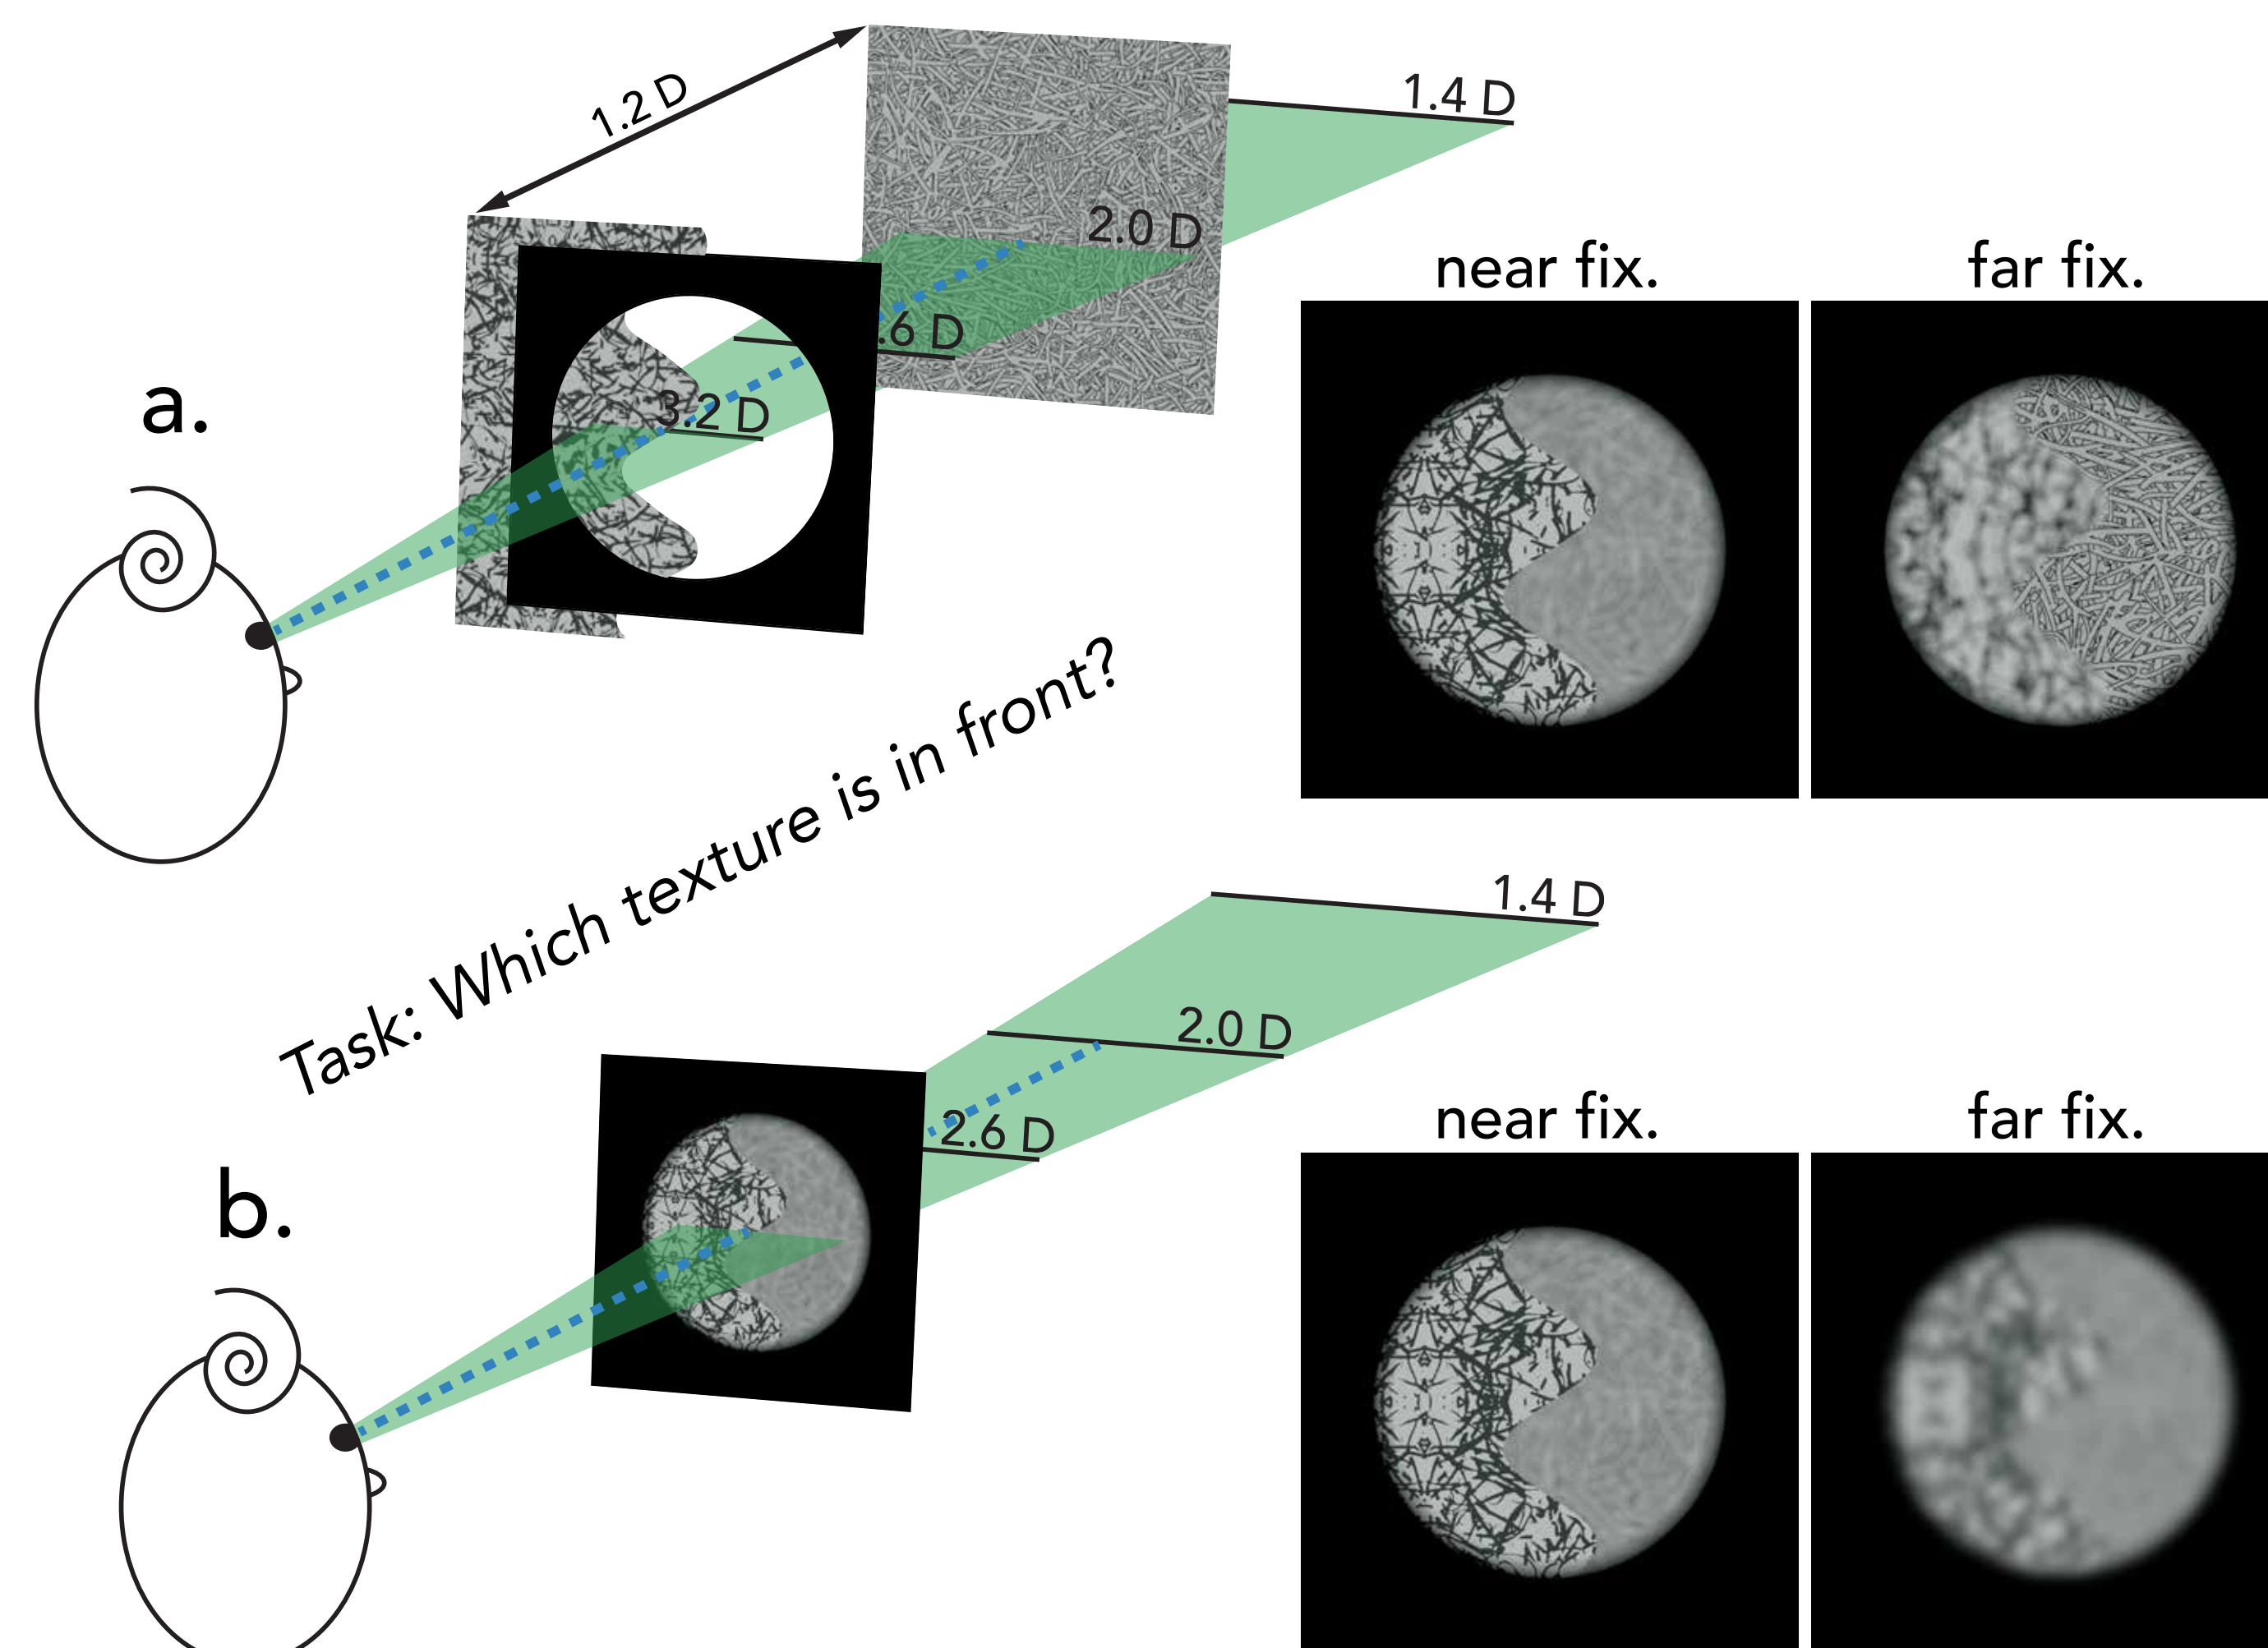 1.2 D
1.4 D
2.0 D
.6 D
3.2 D
a.
near fix.
far fix.
Task: Which texture is in front?
1.4 D
2.0 D
2.6 D
b.
near fix.
far fix.